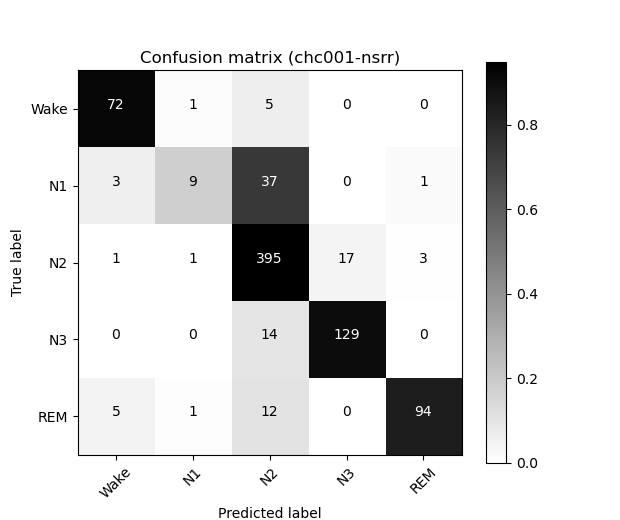 Confusion matrix (chc001-nsrr)
True label
Wake 72 1 5 0 0
N1 3 9 37 0 1
N2 1 1 395 17 3
N3 0 0 14 129 0
REM 5 1 12 0 94
Wake N1 N2 N3 REM
Predicted label
0.8
0.6
0.4
0.2
0.0